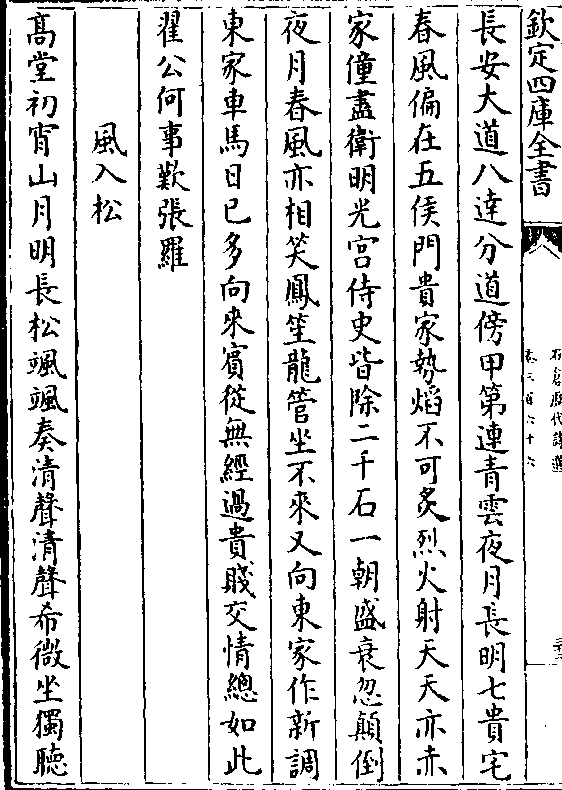 欽定四庫全書
石倉歷代詩選
卷三百六十六
長安大道八達分道傍甲第連青雲夜月長明七貴宅
春風偏在五侯門貴家勢焰不可炙烈火射天天亦赤
家僮盡衛明光宮侍史皆除二千石一朝盛衰忽顛倒
夜月春風亦相笑鳳笙龍管坐不來又向東家作新調
東家車馬日已多向來賓從無經過貴賤交情總如此
翟公何事歎張羅
風入松
高堂初宵山月明長松颯颯奏清聲清聲希微坐獨聽